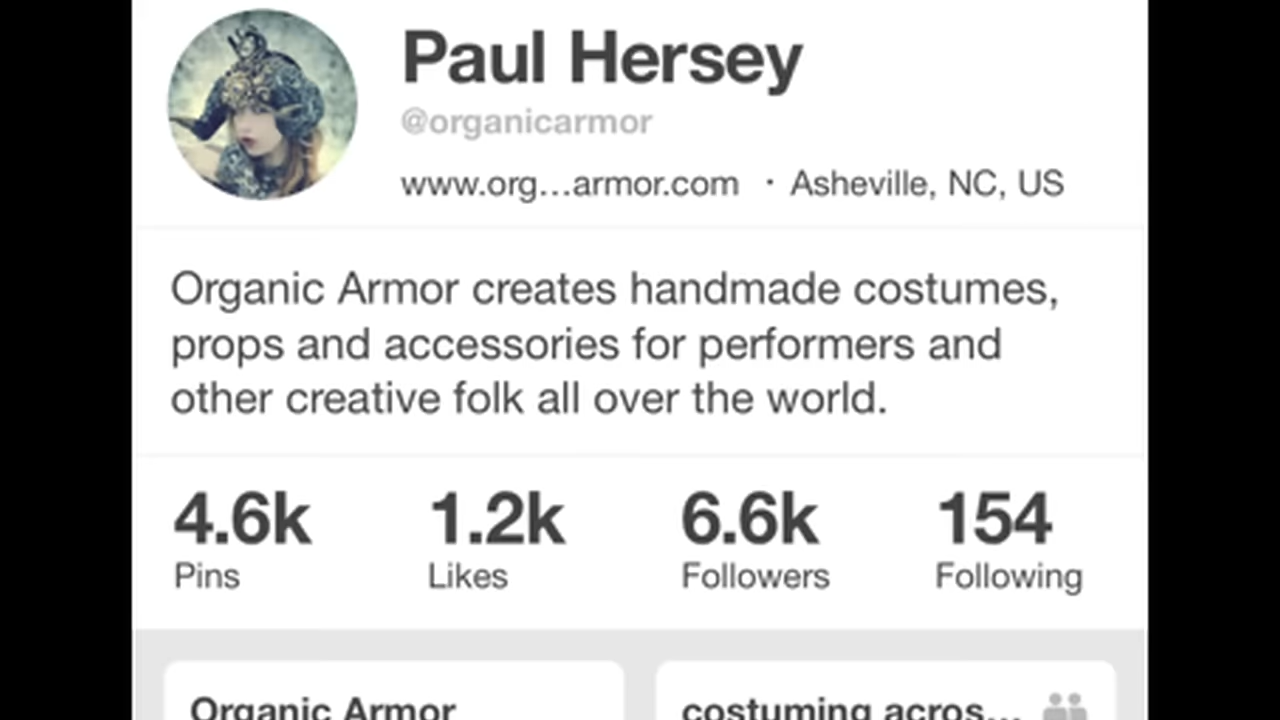 Paul Hersey
@organicarmor
www.org...armor.com · Asheville, NC, US
Organic Armor creates handmade costumes,
props and accessories for performers and
other creative folk all over the world.
4.6k 1.2k 6.6k 154
Pins Likes Followers Following
Organic Armor costuming acros...